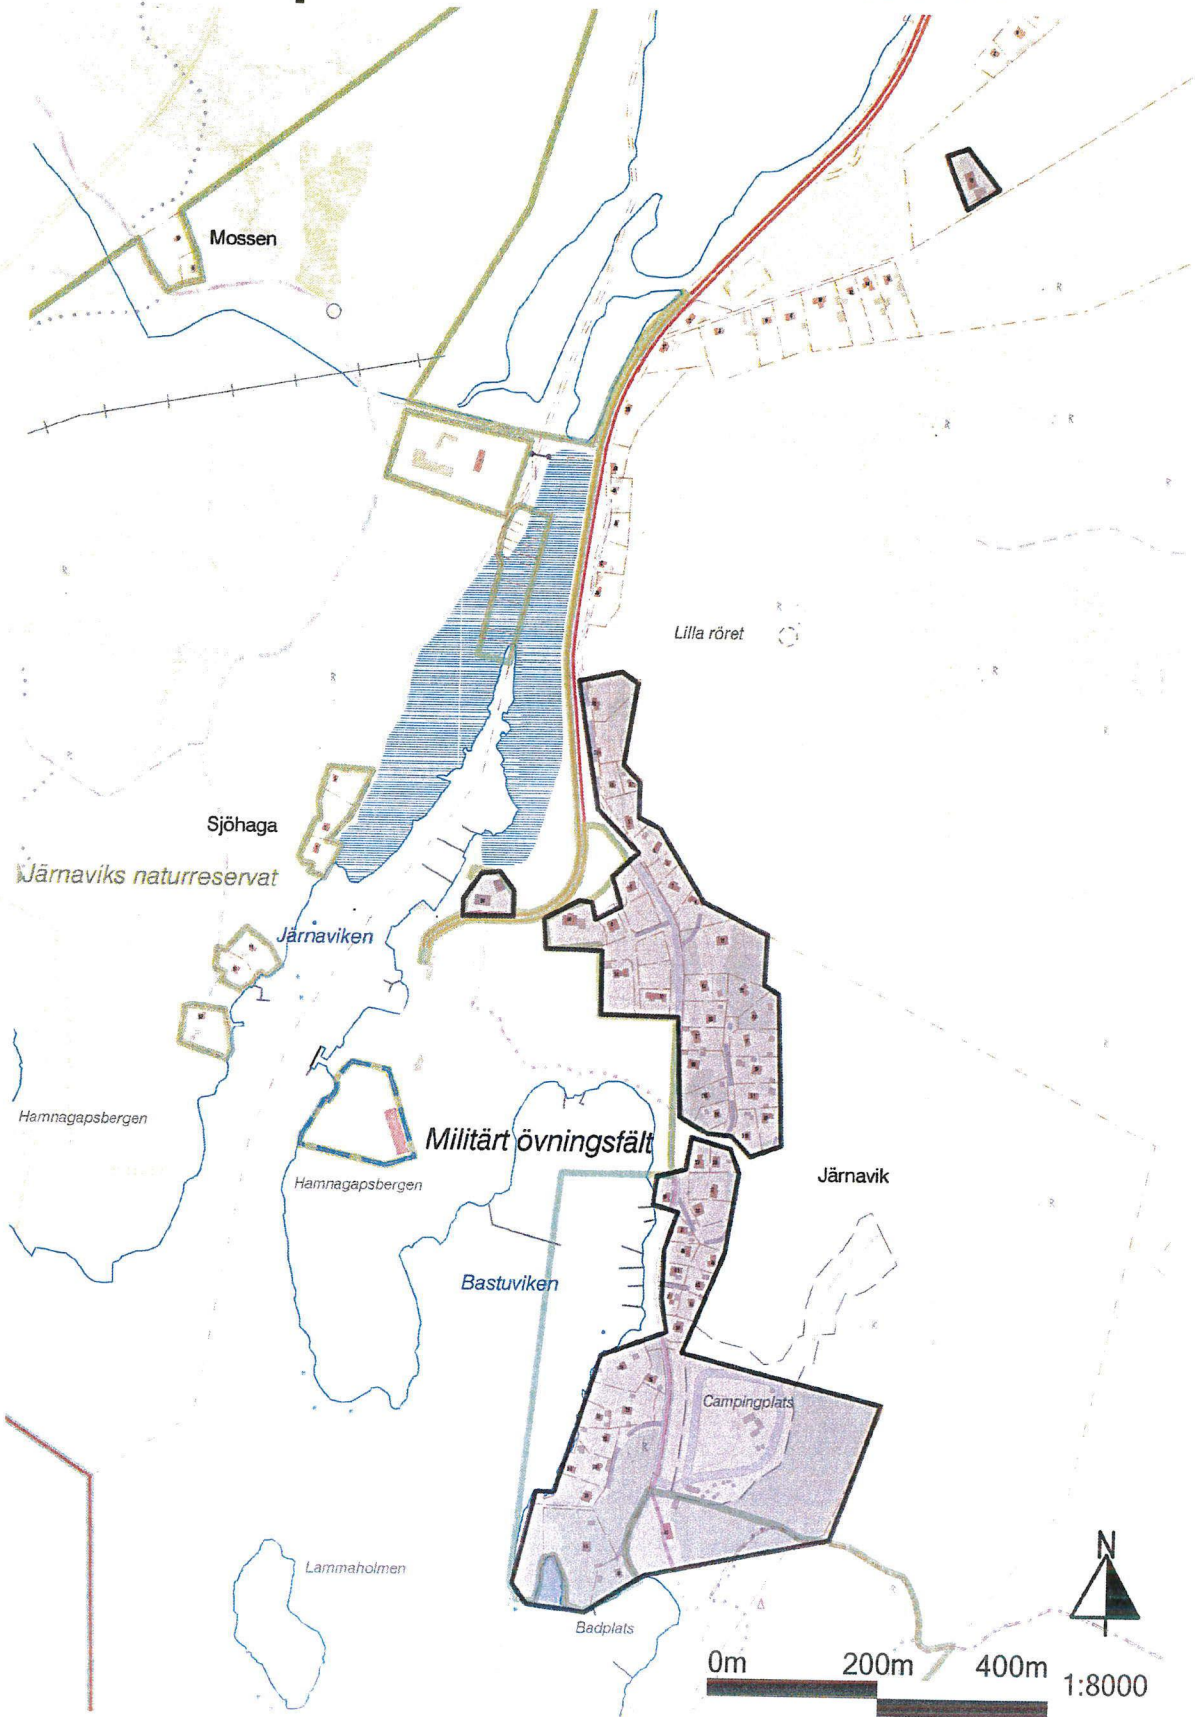 Mossen
R
R
R
R
R
R
Lilla röret
R
R
R
R
R
Sjöhaga
Järnaviks naturreservat
Järnaviken
R
Hamnagapsbergen
Militärt övningsfält
Hamnagapsbergen
Järnavik
R
Bastuviken
K
Campingplats
K
N
Lammaholmen
R
Badplats
0m 200m 400m 1:8000